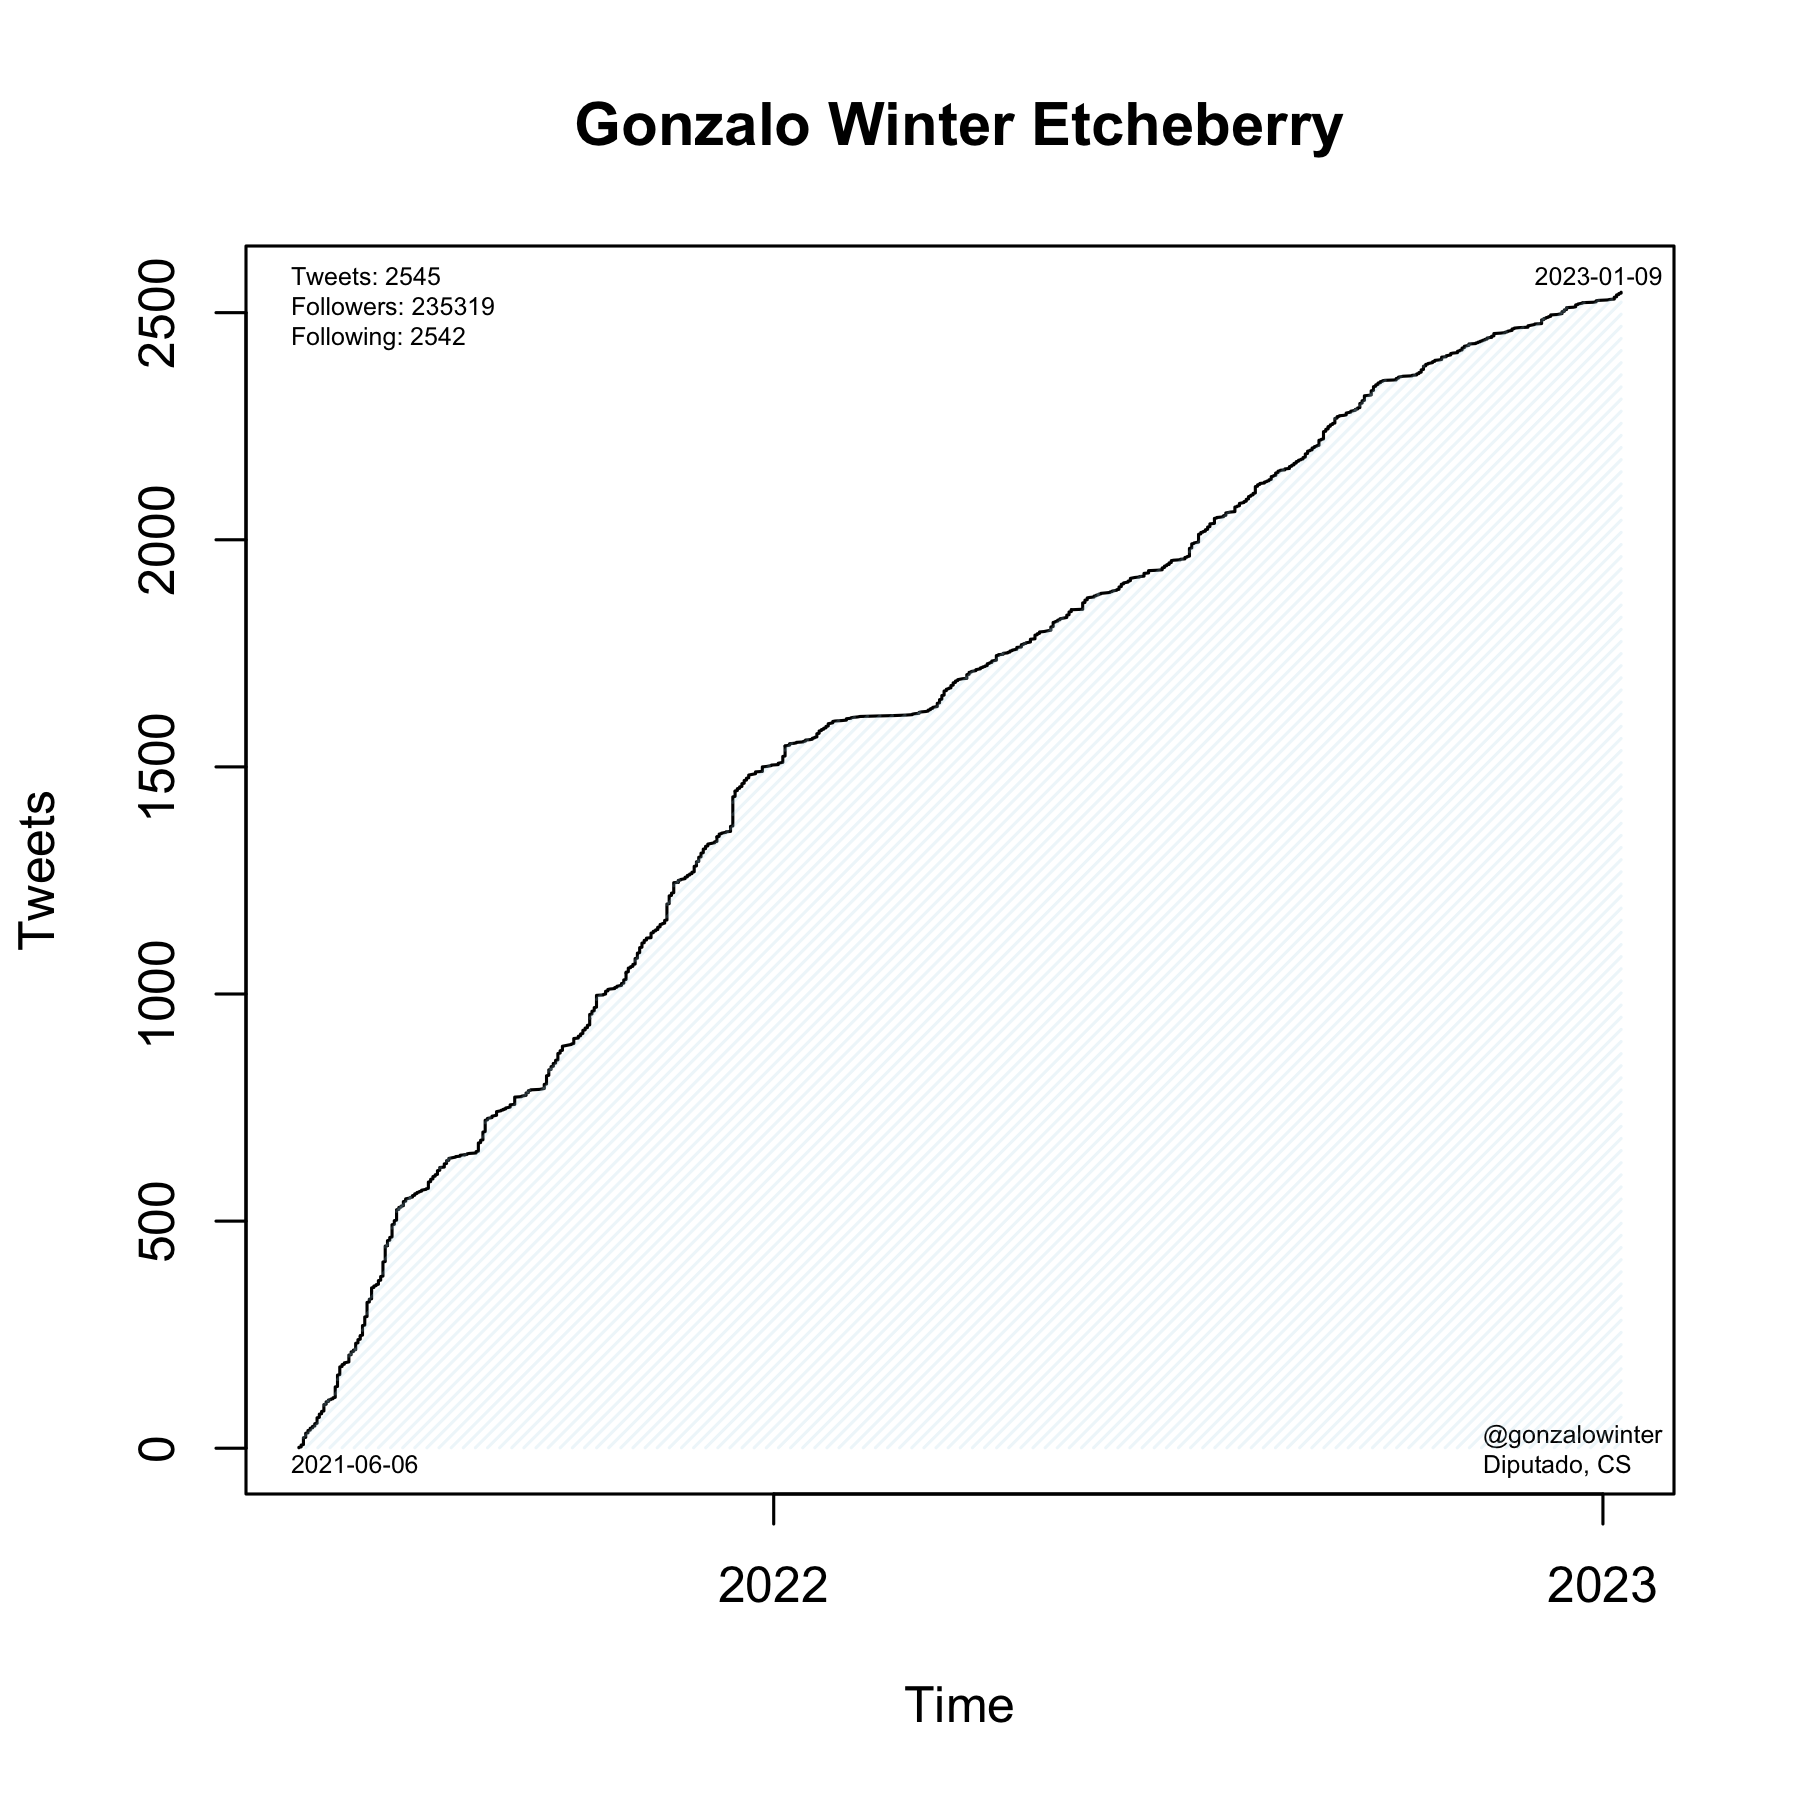 Gonzalo Winter Etcheberry
Tweets: 2545
Followers: 235319
Following: 2542
2023-01-09
2500
2000
1500
1000
500
0
Tweets
@gonzalowinter
Diputado, CS
2021-06-06
2022
2023
Time